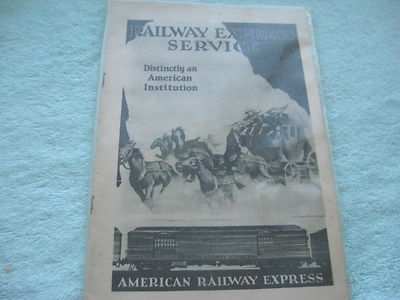 RAILWAY EXPRESS
SERVICE
Distinctly an
American
Institution
AMERICAN RAILWAY EXPRESS